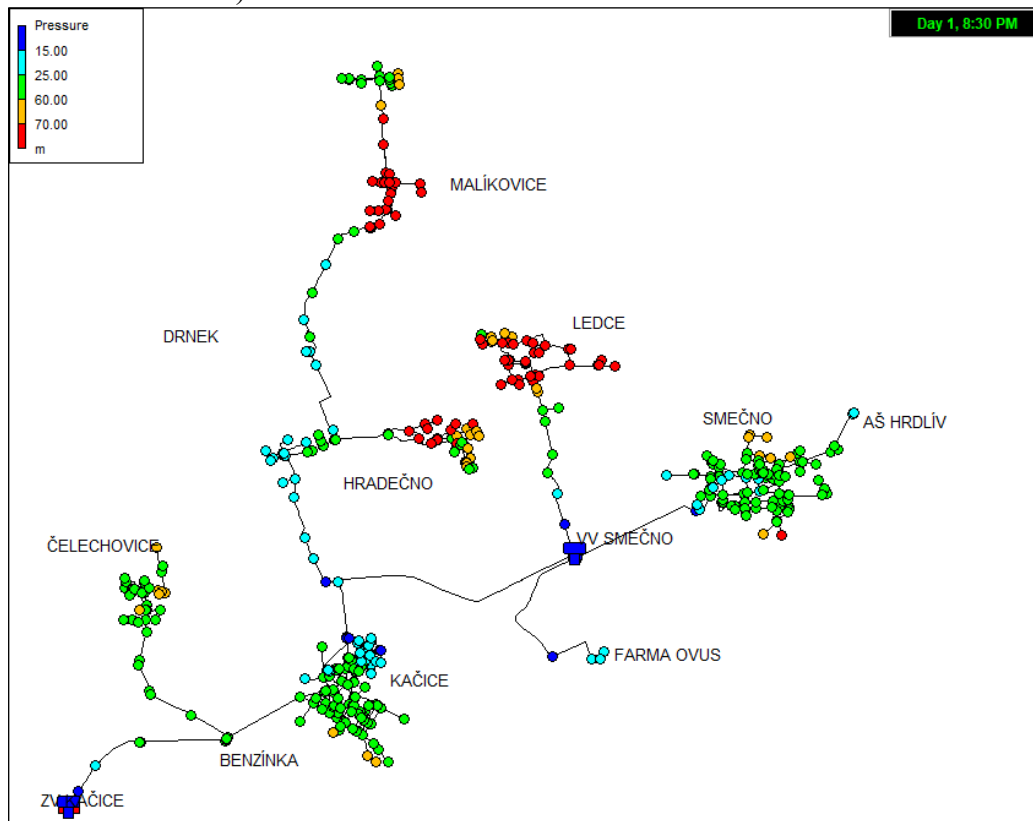 Pressure
15.00
25.00
60.00
70.00
m
Day 1, 8:30 PM
MALÍKOVICE
DRNEK
LEDCE
SMEČNO
AŠ HRDLÍV
HRADEČNO
VV SMEČNO
ČELECHOVICE
FARMA OVUS
KAČICE
BENZÍNKA